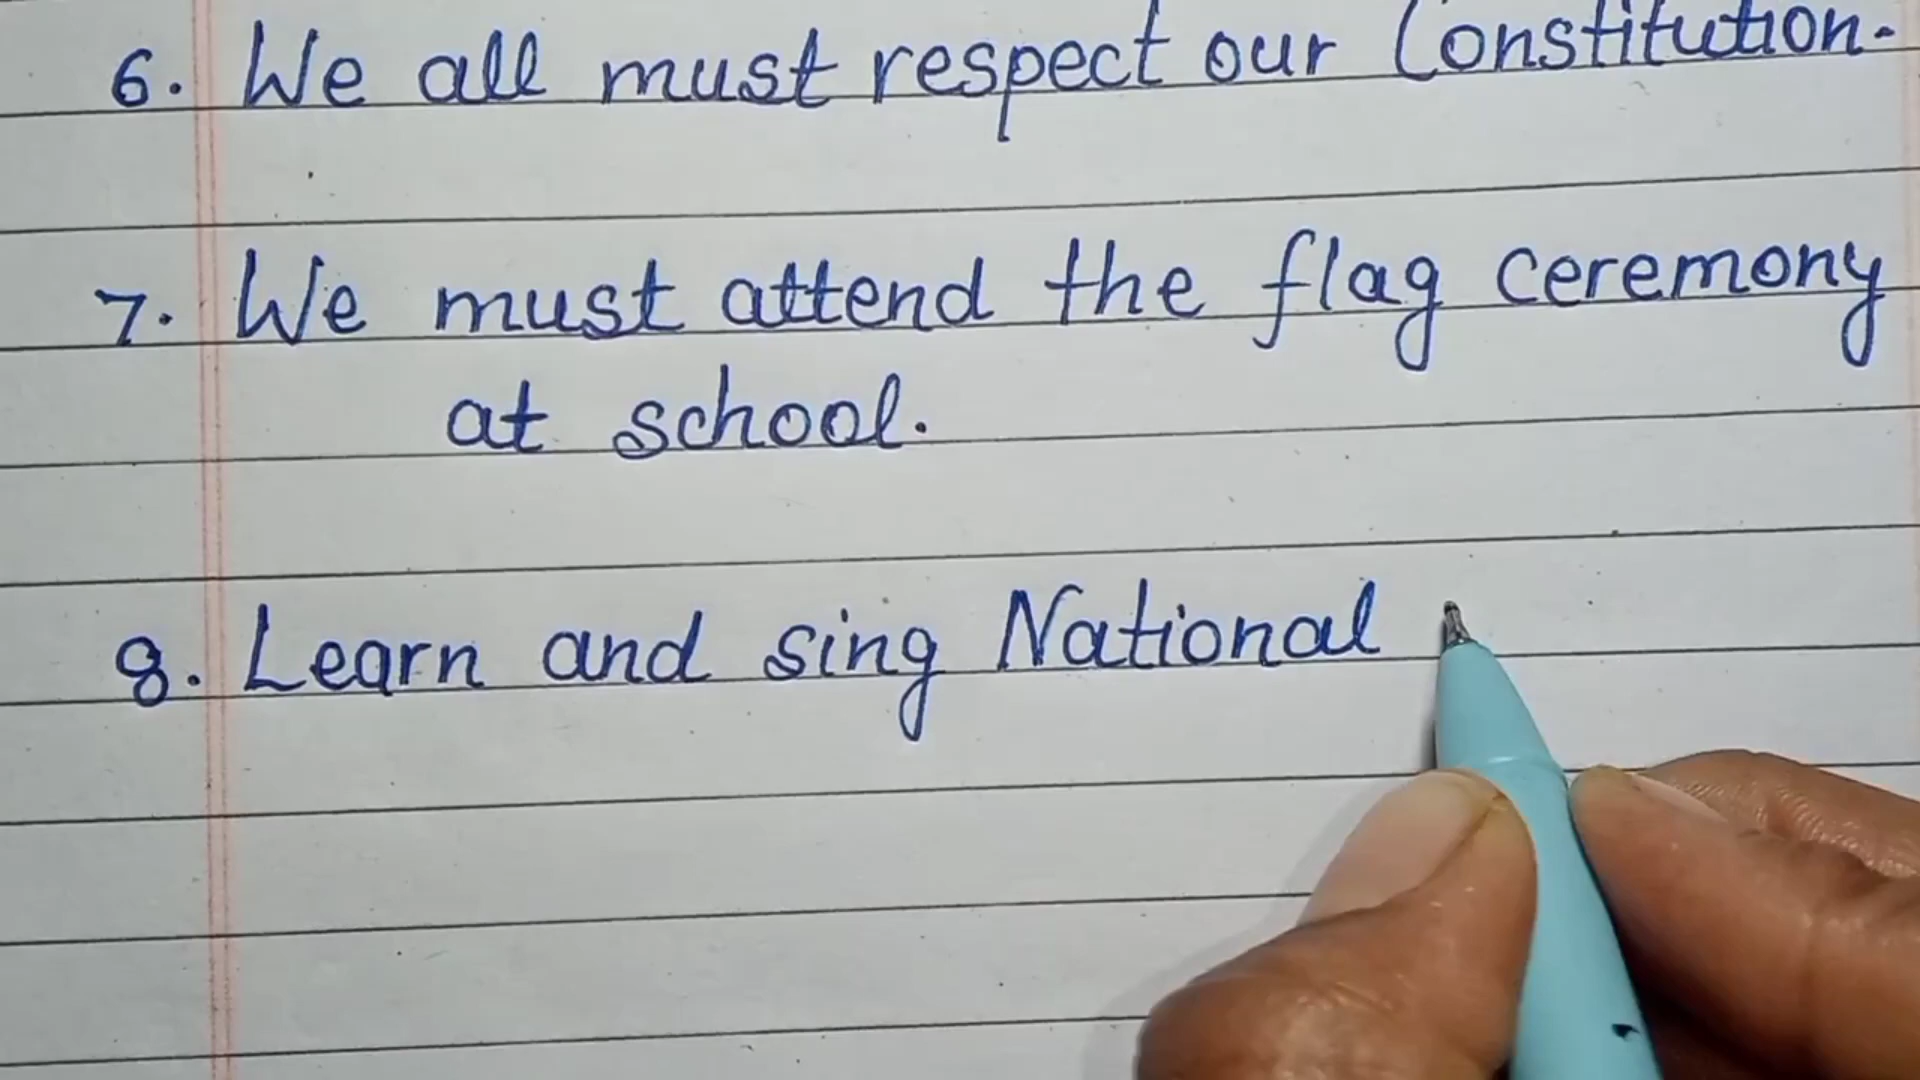 6. We all must respect our Constitution.
7. We must attend the flag ceremony
at school.
8. Learn and sing National